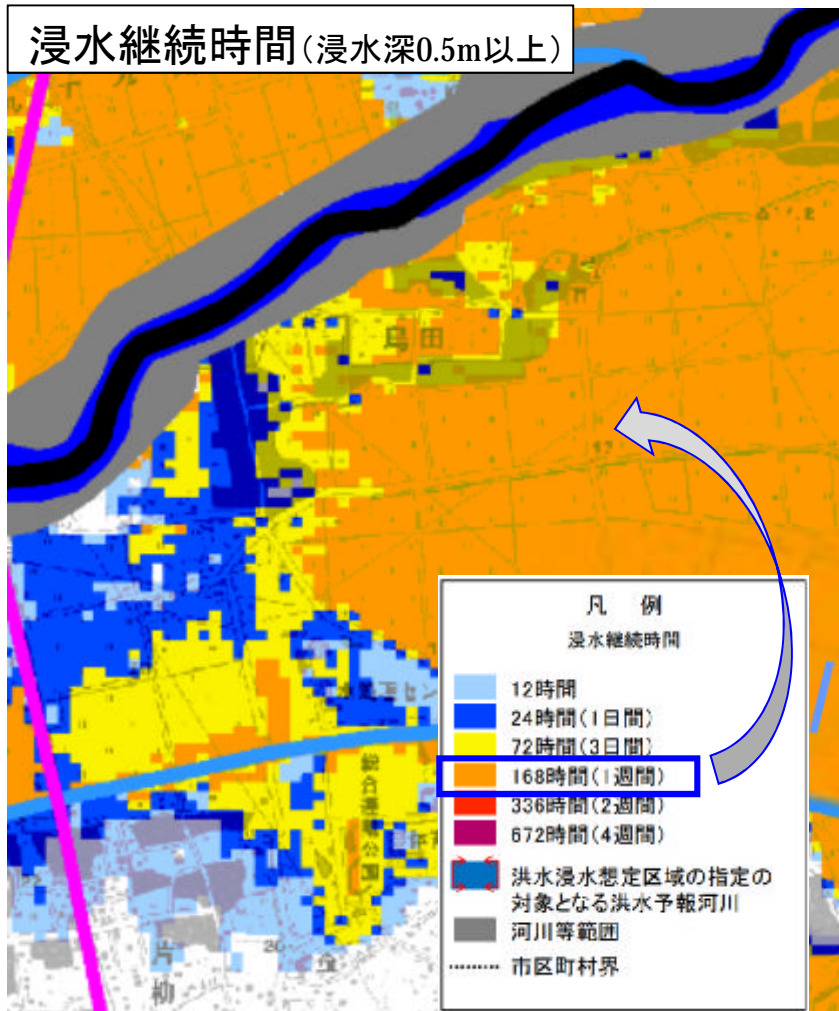 浸水継続時間(浸水深0.5m以上)
島田
12
総合運動公園
凡 例
浸水継続時間
12時間
24時間(1日間)
72時間(3日間)
168時間(1週間)
336時間(2週間)
672時間(4週間)
洪水浸水想定区域の指定の
対象となる洪水予報河川
河川等範囲
市区町村界
20
片柳